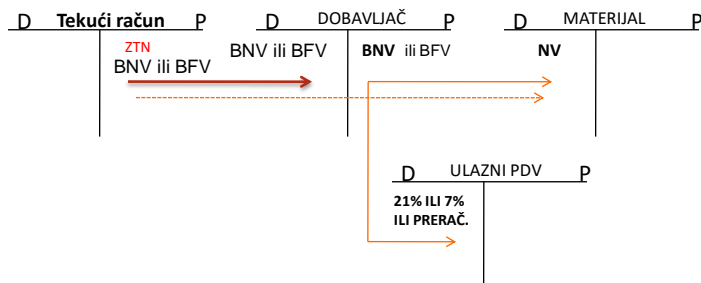 D Tekući račun P
D DOBAVLJAČ P
D MATERIJAL P
ZTN
BNV ili BFV
BNV ili BFV
BNV ili BFV
NV
D ULAZNI PDV P
21% ILI 7%
ILI PRERAČ.